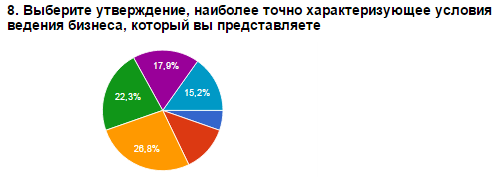 8. Выберите утверждение, наиболее точно характеризующее условия
ведения бизнеса, который вы представляете
17,9%
15,2%
22,3%
26,8%